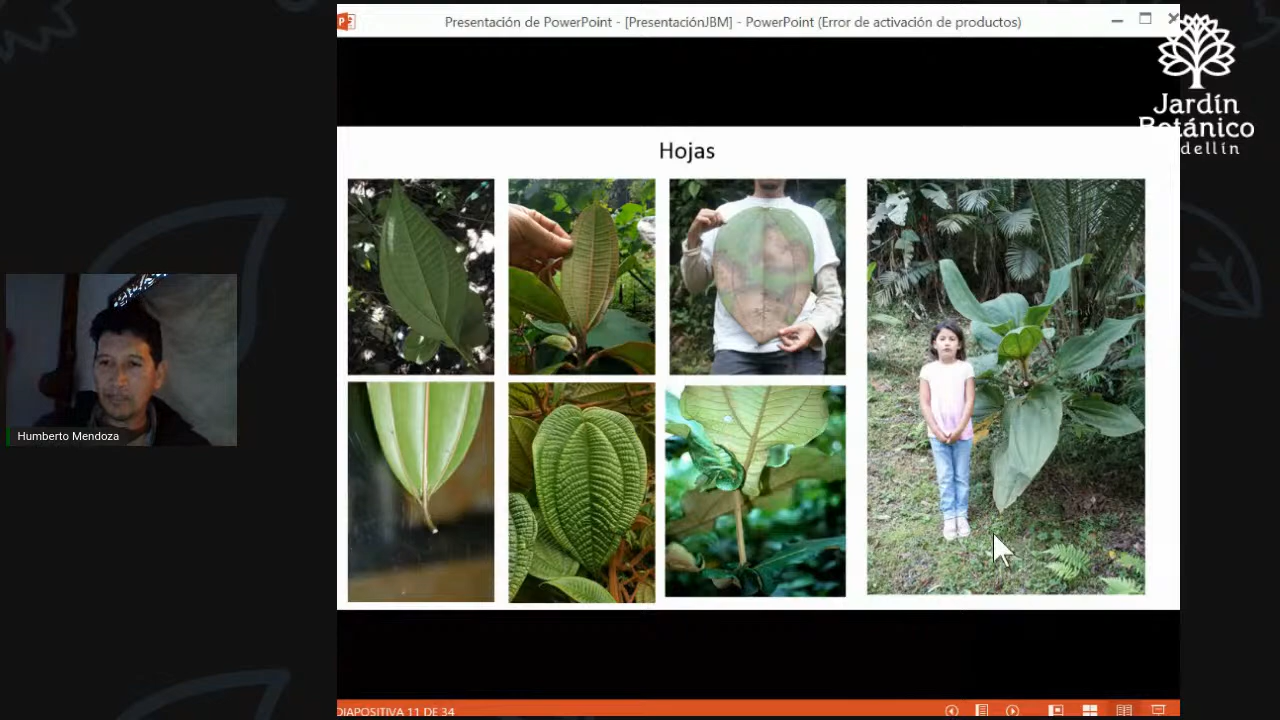 Presentación de PowerPoint - [PresentaciónJBM] - PowerPoint (Error de activación de productos)
Jardín
Botánico
dellín
Hojas
Humberto Mendoza
DIAPOSITIVA 11 DE 34